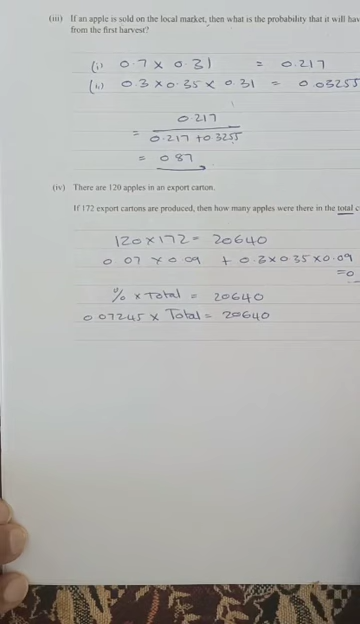 (iii) If an apple is sold on the local market, then what is the probability that it will hav
from the first harvest?
(i) 0.7 x 0.31 = 0.217
(ii) 0.3 x 0.35 x 0.31 = 0.03255
0.217
= 0.217 + 0.3255
= 0.87
(iv) There are 120 apples in an export carton.
If 172 export cartons are produced, then how many apples were there in the total c
120 x 172 = 20640
0.07 x 0.09 + 0.3 x 0.35 x 0.09
= 0
% x Total = 20640
0.07245 x Total = 20640